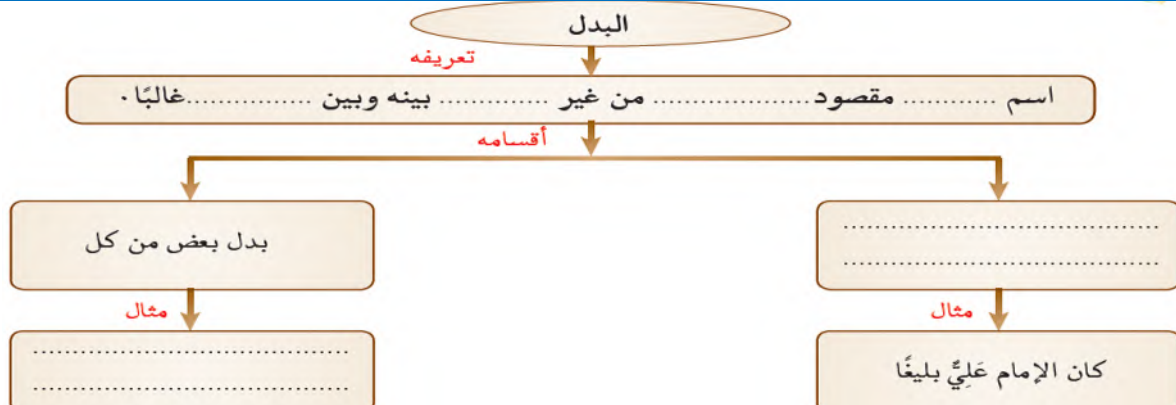 البدل
تعريفه
اسم ............ مقصود .................... من غير .............. بينه وبين ................غالبًا.
أقسامه
........................................
........................................
بدل بعض من كل
مثال
مثال
كان الإمام عَلِيٌّ بليغًا
........................................
........................................